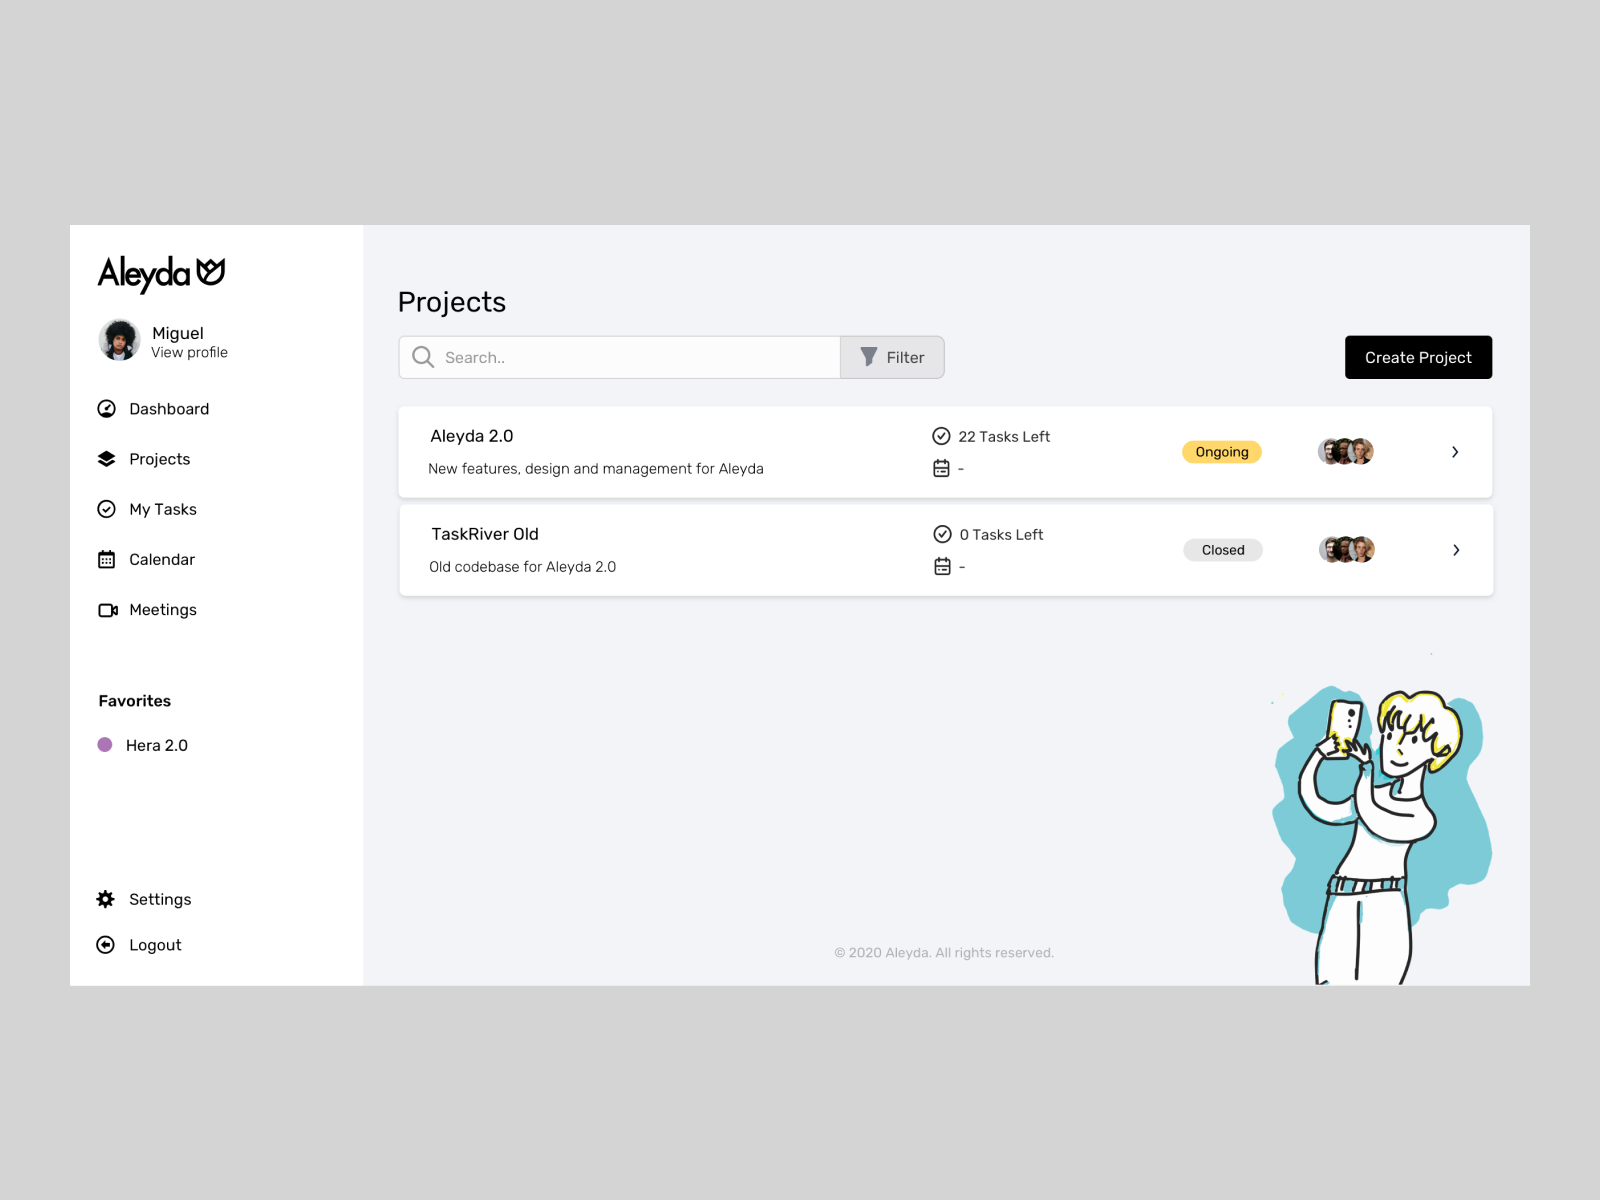 Aleyda
Miguel
View profile
Dashboard
Projects
My Tasks
Calendar
Meetings
Favorites
Hera 2.0
Settings
Logout
Projects
Search..
Filter
Create Project
Aleyda 2.0
New features, design and management for Aleyda
22 Tasks Left
-
Ongoing
TaskRiver Old
Old codebase for Aleyda 2.0
0 Tasks Left
-
Closed
© 2020 Aleyda. All rights reserved.